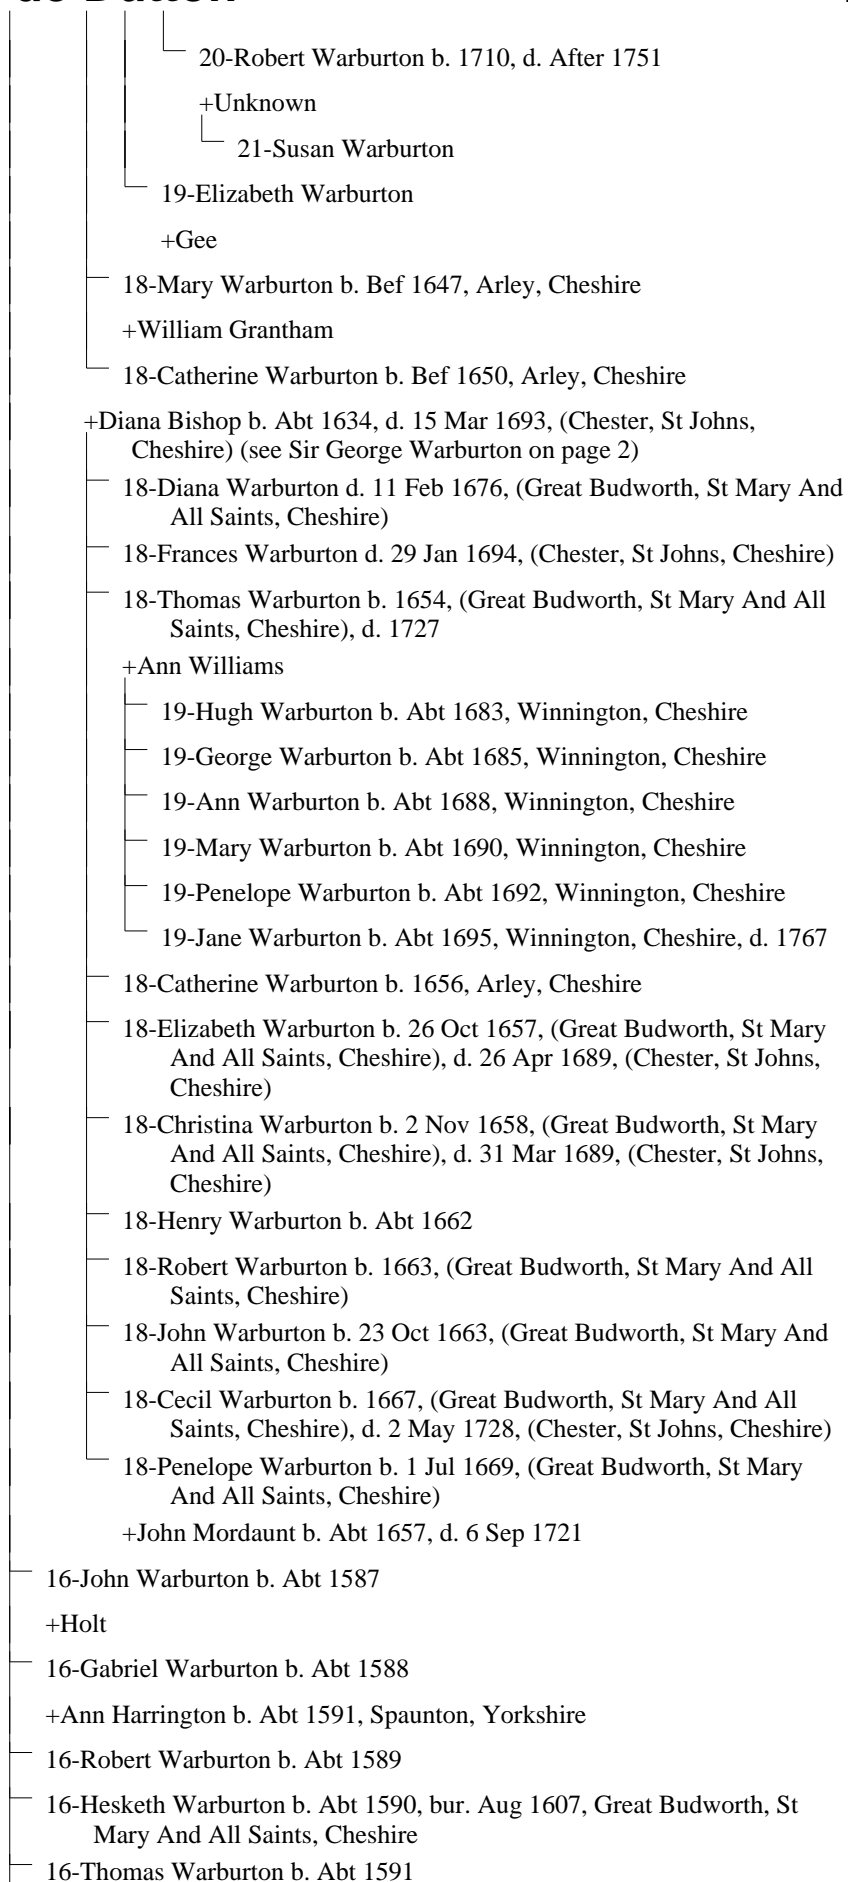 20-Robert Warburton b. 1710, d. After 1751
+Unknown
21-Susan Warburton
19-Elizabeth Warburton
+Gee
18-Mary Warburton b. Bef 1647, Arley, Cheshire
+William Grantham
18-Catherine Warburton b. Bef 1650, Arley, Cheshire
+Diana Bishop b. Abt 1634, d. 15 Mar 1693, (Chester, St Johns,
Cheshire) (see Sir George Warburton on page 2)
18-Diana Warburton d. 11 Feb 1676, (Great Budworth, St Mary And
All Saints, Cheshire)
18-Frances Warburton d. 29 Jan 1694, (Chester, St Johns, Cheshire)
18-Thomas Warburton b. 1654, (Great Budworth, St Mary And All
Saints, Cheshire), d. 1727
+Ann Williams
19-Hugh Warburton b. Abt 1683, Winnington, Cheshire
19-George Warburton b. Abt 1685, Winnington, Cheshire
19-Ann Warburton b. Abt 1688, Winnington, Cheshire
19-Mary Warburton b. Abt 1690, Winnington, Cheshire
19-Penelope Warburton b. Abt 1692, Winnington, Cheshire
19-Jane Warburton b. Abt 1695, Winnington, Cheshire, d. 1767
18-Catherine Warburton b. 1656, Arley, Cheshire
18-Elizabeth Warburton b. 26 Oct 1657, (Great Budworth, St Mary
And All Saints, Cheshire), d. 26 Apr 1689, (Chester, St Johns,
Cheshire)
18-Christina Warburton b. 2 Nov 1658, (Great Budworth, St Mary
And All Saints, Cheshire), d. 31 Mar 1689, (Chester, St Johns,
Cheshire)
18-Henry Warburton b. Abt 1662
18-Robert Warburton b. 1663, (Great Budworth, St Mary And All
Saints, Cheshire)
18-John Warburton b. 23 Oct 1663, (Great Budworth, St Mary And
All Saints, Cheshire)
18-Cecil Warburton b. 1667, (Great Budworth, St Mary And All
Saints, Cheshire), d. 2 May 1728, (Chester, St Johns, Cheshire)
18-Penelope Warburton b. 1 Jul 1669, (Great Budworth, St Mary
And All Saints, Cheshire)
+John Mordaunt b. Abt 1657, d. 6 Sep 1721
16-John Warburton b. Abt 1587
+Holt
16-Gabriel Warburton b. Abt 1588
+Ann Harrington b. Abt 1591, Spaunton, Yorkshire
16-Robert Warburton b. Abt 1589
16-Hesketh Warburton b. Abt 1590, bur. Aug 1607, Great Budworth, St
Mary And All Saints, Cheshire
16-Thomas Warburton b. Abt 1591